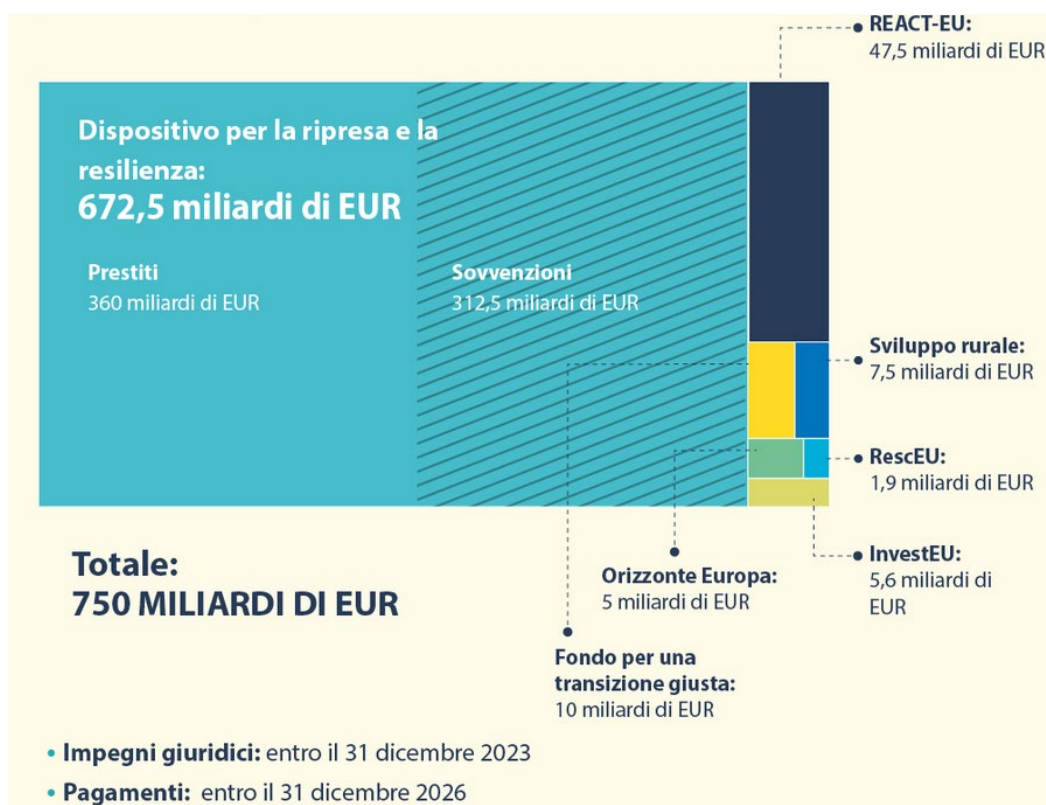 REACT-EU:
47,5 miliardi di EUR
Dispositivo per la ripresa e la
resilienza:
672,5 miliardi di EUR
Prestiti
360 miliardi di EUR
Sovvenzioni
312,5 miliardi di EUR
Sviluppo rurale:
7,5 miliardi di EUR
RescEU:
1,9 miliardi di EUR
InvestEU:
5,6 miliardi di
EUR
Orizzonte Europa:
5 miliardi di EUR
Fondo per una
transizione giusta:
10 miliardi di EUR
Totale:
750 MILIARDI DI EUR
• Impegni giuridici: entro il 31 dicembre 2023
• Pagamenti: entro il 31 dicembre 2026